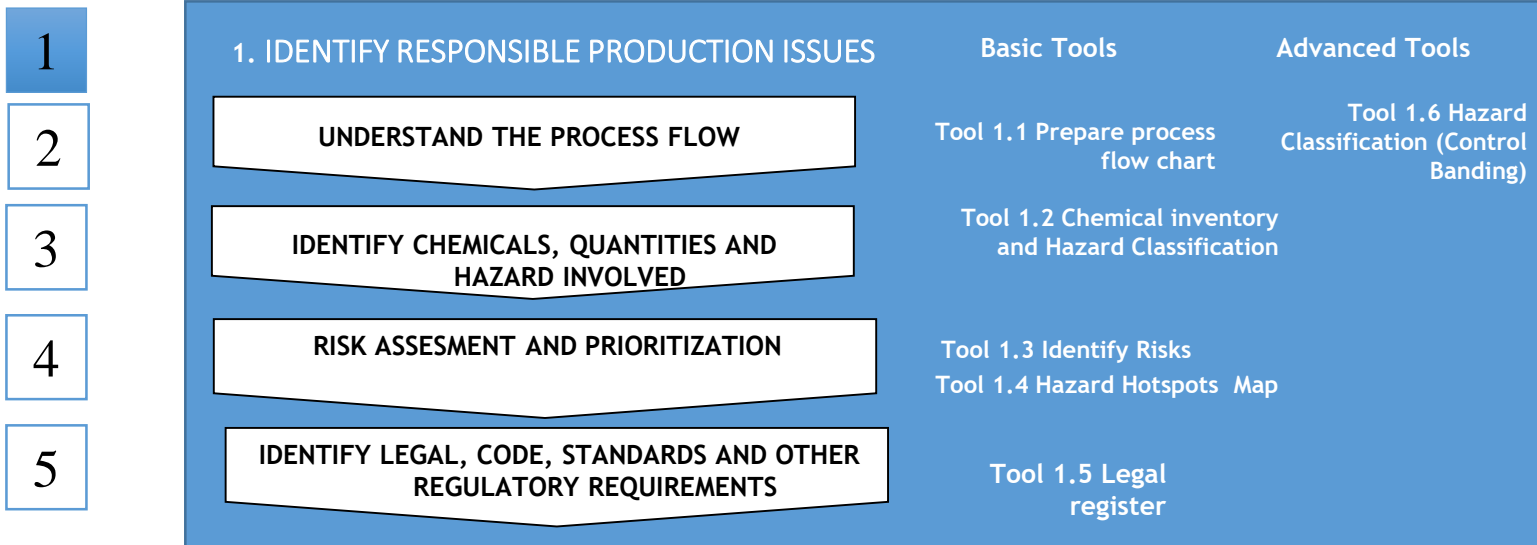 1
2
3
4
5
1. IDENTIFY RESPONSIBLE PRODUCTION ISSUES
Basic Tools
Advanced Tools
UNDERSTAND THE PROCESS FLOW
Tool 1.1 Prepare process
flow chart
Tool 1.6 Hazard
Classification (Control
Banding)
IDENTIFY CHEMICALS, QUANTITIES AND
HAZARD INVOLVED
Tool 1.2 Chemical inventory
and Hazard Classification
RISK ASSESMENT AND PRIORITIZATION
Tool 1.3 Identify Risks
Tool 1.4 Hazard Hotspots Map
IDENTIFY LEGAL, CODE, STANDARDS AND OTHER
REGULATORY REQUIREMENTS
Tool 1.5 Legal
register